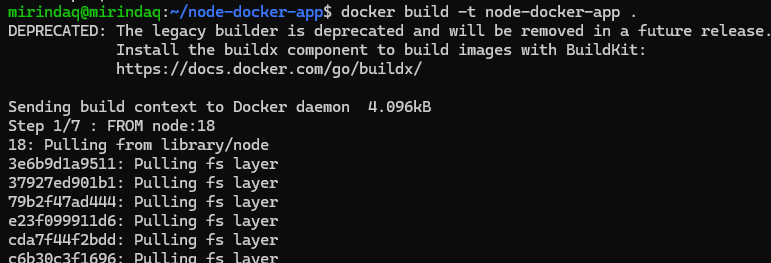 mirindaq@mirindaq:~/node-docker-app$ docker build -t node-docker-app .
DEPRECATED: The legacy builder is deprecated and will be removed in a future release.
Install the buildx component to build images with BuildKit:
https://docs.docker.com/go/buildx/
Sending build context to Docker daemon  4.096kB
Step 1/7 : FROM node:18
18: Pulling from library/node
3e6b9d1a9511: Pulling fs layer
37927ed901b1: Pulling fs layer
79b2f47ad444: Pulling fs layer
e23f099911d6: Pulling fs layer
cda7f44f2bdd: Pulling fs layer
c6b30c3f1696: Pulling fs layer